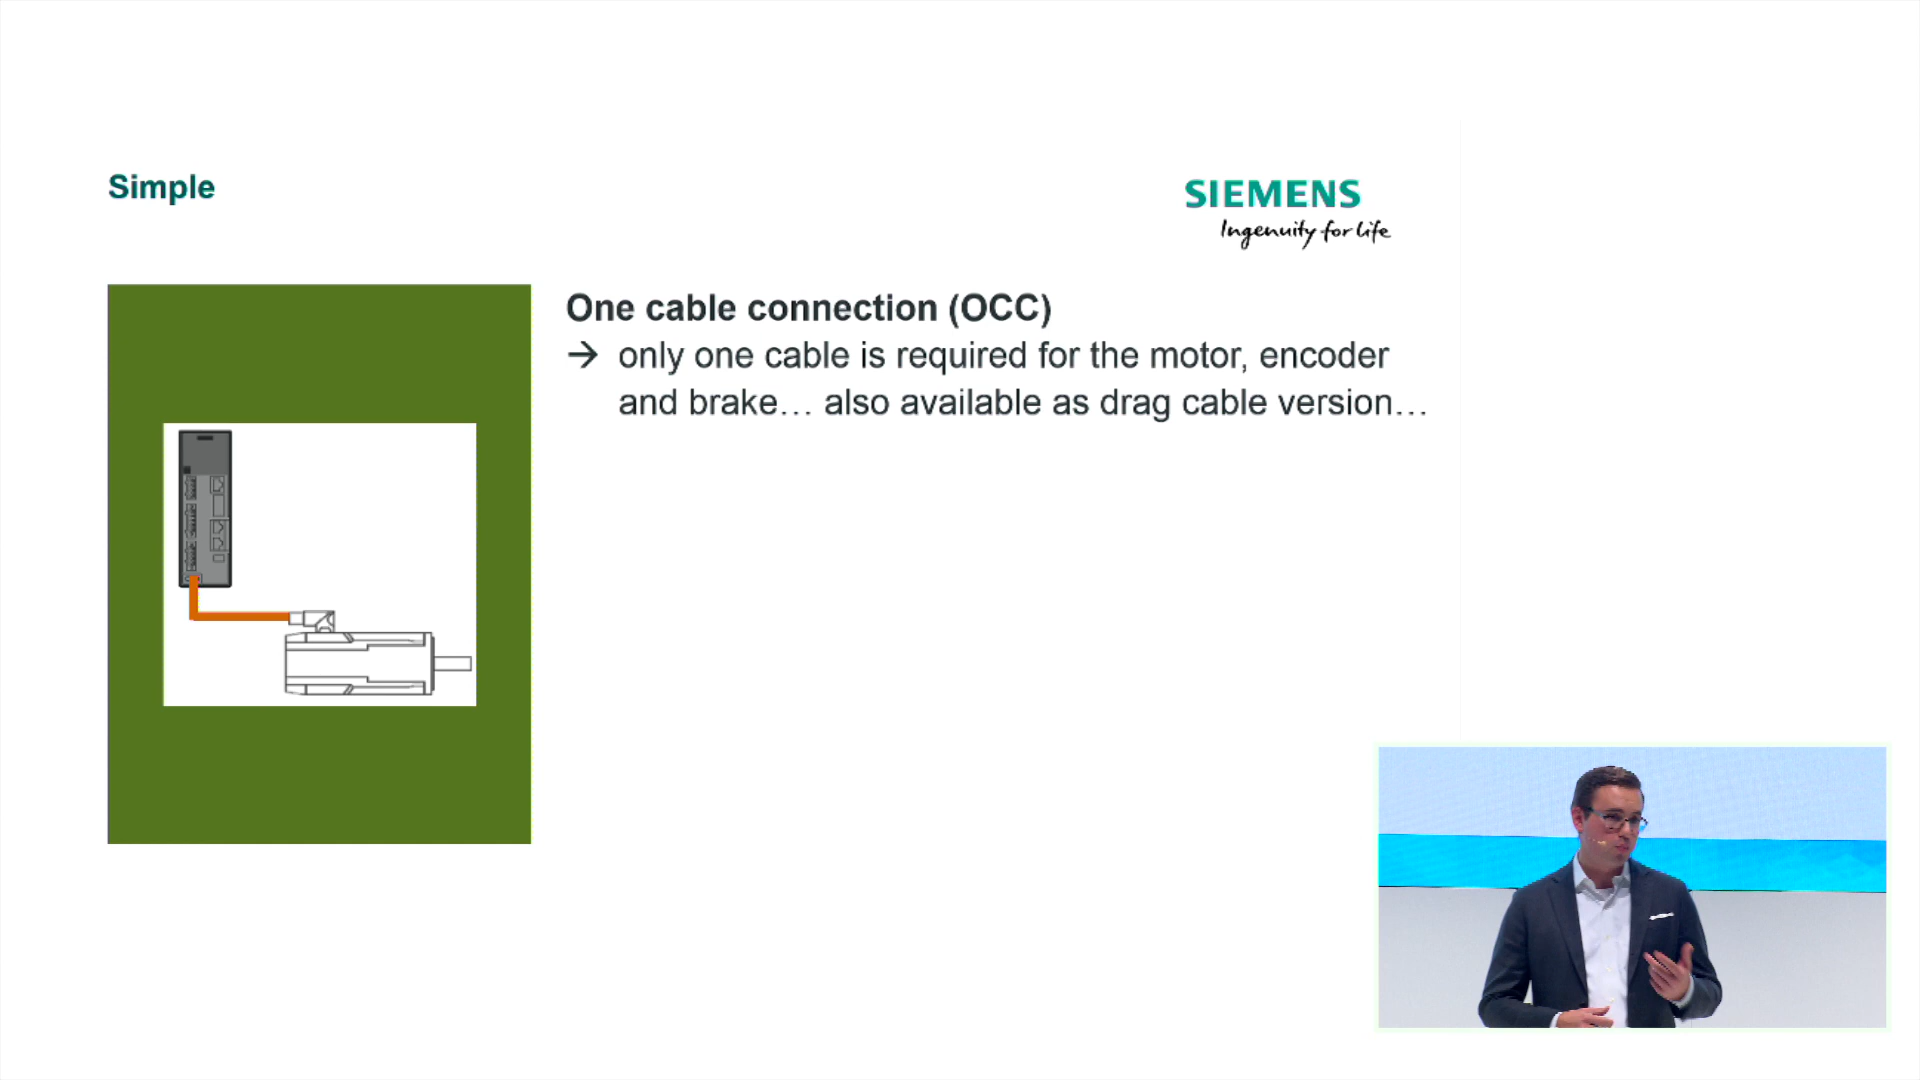 Simple
SIEMENS
Ingenuity for life
One cable connection (OCC)
→ only one cable is required for the motor, encoder
and brake… also available as drag cable version…